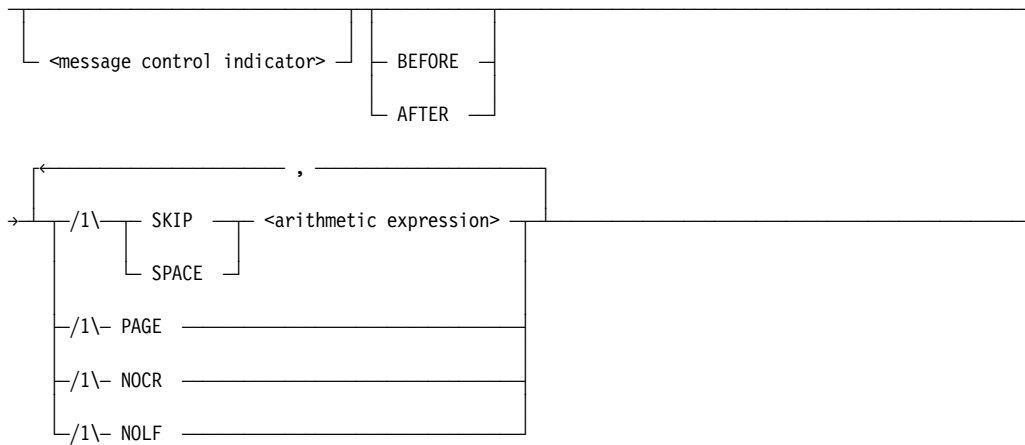 <message control indicator> BEFORE
AFTER
,
/1\ SKIP <arithmetic expression>
SPACE
/1\ PAGE
/1\ NOCR
/1\ NOLF